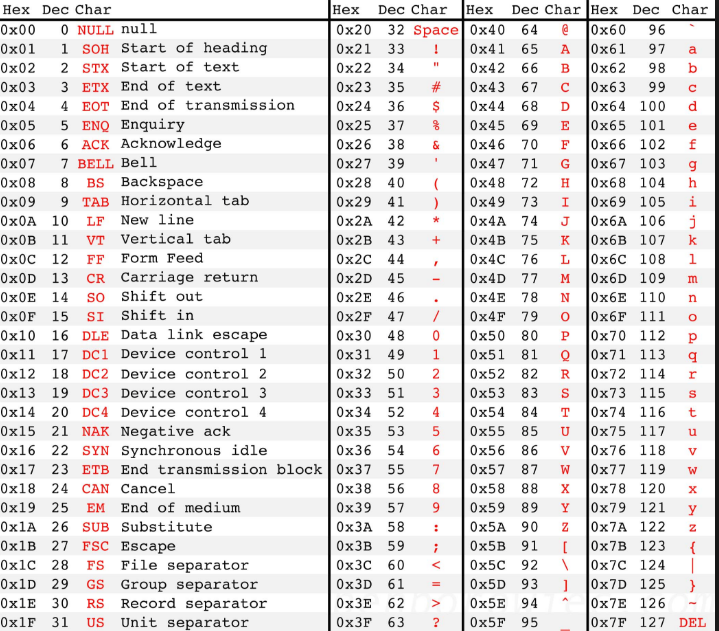 Hex Dec Char Hex Dec Char Hex Dec Char Hex Dec Char
0x00 0 NULL null 0x20 32 Space 0x40 64 @ 0x60 96 `
0x01 1 SOH Start of heading 0x21 33 ! 0x41 65 A 0x61 97 a
0x02 2 STX Start of text 0x22 34 " 0x42 66 B 0x62 98 b
0x03 3 ETX End of text 0x23 35 # 0x43 67 C 0x63 99 c
0x04 4 EOT End of transmission 0x24 36 $ 0x44 68 D 0x64 100 d
0x05 5 ENQ Enquiry 0x25 37 % 0x45 69 E 0x65 101 e
0x06 6 ACK Acknowledge 0x26 38 & 0x46 70 F 0x66 102 f
0x07 7 BELL Bell 0x27 39 ' 0x47 71 G 0x67 103 g
0x08 8 BS Backspace 0x28 40 ( 0x48 72 H 0x68 104 h
0x09 9 TAB Horizontal tab 0x29 41 ) 0x49 73 I 0x69 105 i
0x0A 10 LF New line 0x2A 42 * 0x4A 74 J 0x6A 106 j
0x0B 11 VT Vertical tab 0x2B 43 + 0x4B 75 K 0x6B 107 k
0x0C 12 FF Form Feed 0x2C 44 , 0x4C 76 L 0x6C 108 l
0x0D 13 CR Carriage return 0x2D 45 - 0x4D 77 M 0x6D 109 m
0x0E 14 SO Shift out 0x2E 46 . 0x4E 78 N 0x6E 110 n
0x0F 15 SI Shift in 0x2F 47 / 0x4F 79 O 0x6F 111 o
0x10 16 DLE Data link escape 0x30 48 0 0x50 80 P 0x70 112 p
0x11 17 DC1 Device control 1 0x31 49 1 0x51 81 Q 0x71 113 q
0x12 18 DC2 Device control 2 0x32 50 2 0x52 82 R 0x72 114 r
0x13 19 DC3 Device control 3 0x33 51 3 0x53 83 S 0x73 115 s
0x14 20 DC4 Device control 4 0x34 52 4 0x54 84 T 0x74 116 t
0x15 21 NAK Negative ack 0x35 53 5 0x55 85 U 0x75 117 u
0x16 22 SYN Synchronous idle 0x36 54 6 0x56 86 V 0x76 118 v
0x17 23 ETB End transmission block 0x37 55 7 0x57 87 W 0x77 119 w
0x18 24 CAN Cancel 0x38 56 8 0x58 88 X 0x78 120 x
0x19 25 EM End of medium 0x39 57 9 0x59 89 Y 0x79 121 y
0x1A 26 SUB Substitute 0x3A 58 : 0x5A 90 Z 0x7A 122 z
0x1B 27 FSC Escape 0x3B 59 ; 0x5B 91 [ 0x7B 123 {
0x1C 28 FS File separator 0x3C 60 < 0x5C 92 \ 0x7C 124 |
0x1D 29 GS Group separator 0x3D 61 = 0x5D 93 ] 0x7D 125 }
0x1E 30 RS Record separator 0x3E 62 > 0x5E 94 ^ 0x7E 126 ~
0x1F 31 US Unit separator 0x3F 63 ? 0x5F 95 _ 0x7F 127 DEL